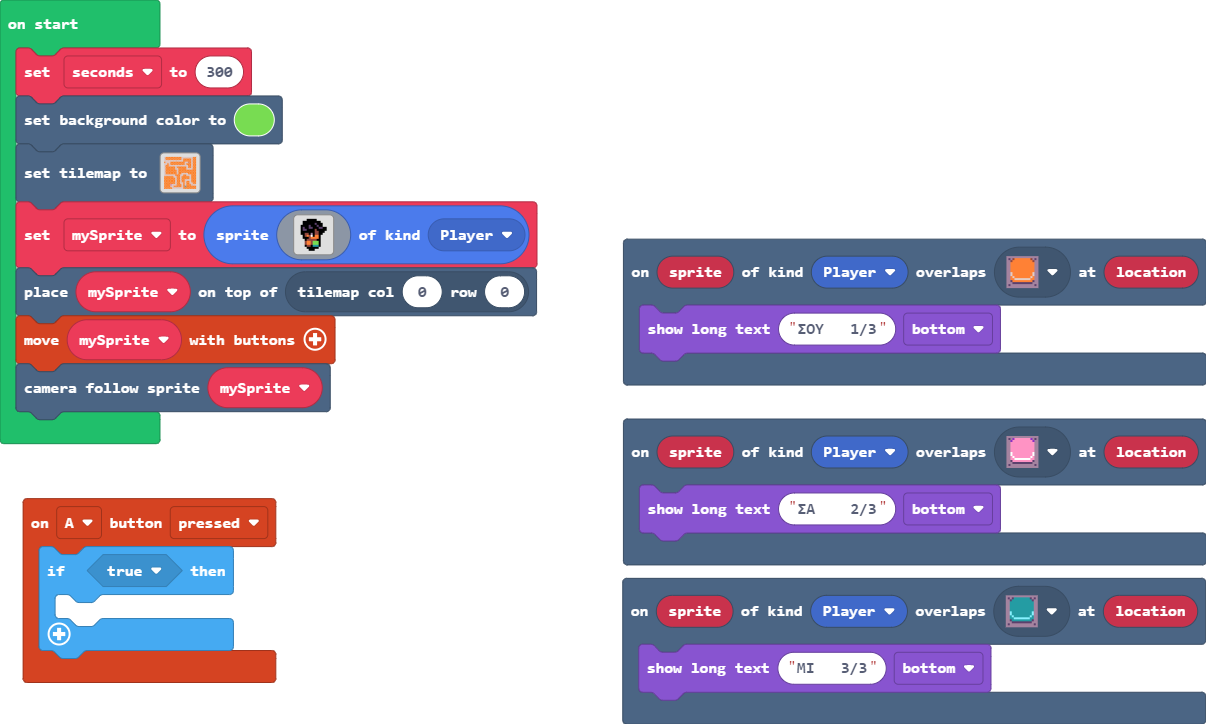 on start
set seconds to 300
set background color to
set tilemap to
set mySprite to sprite of kind Player
place mySprite on top of tilemap col 0 row 0
move mySprite with buttons
camera follow sprite mySprite
on A button pressed
if true then
on sprite of kind Player overlaps at location
show long text "ΣΟΥ 1/3" bottom
on sprite of kind Player overlaps at location
show long text "ΣΑ 2/3" bottom
on sprite of kind Player overlaps at location
show long text "ΜΙ 3/3" bottom